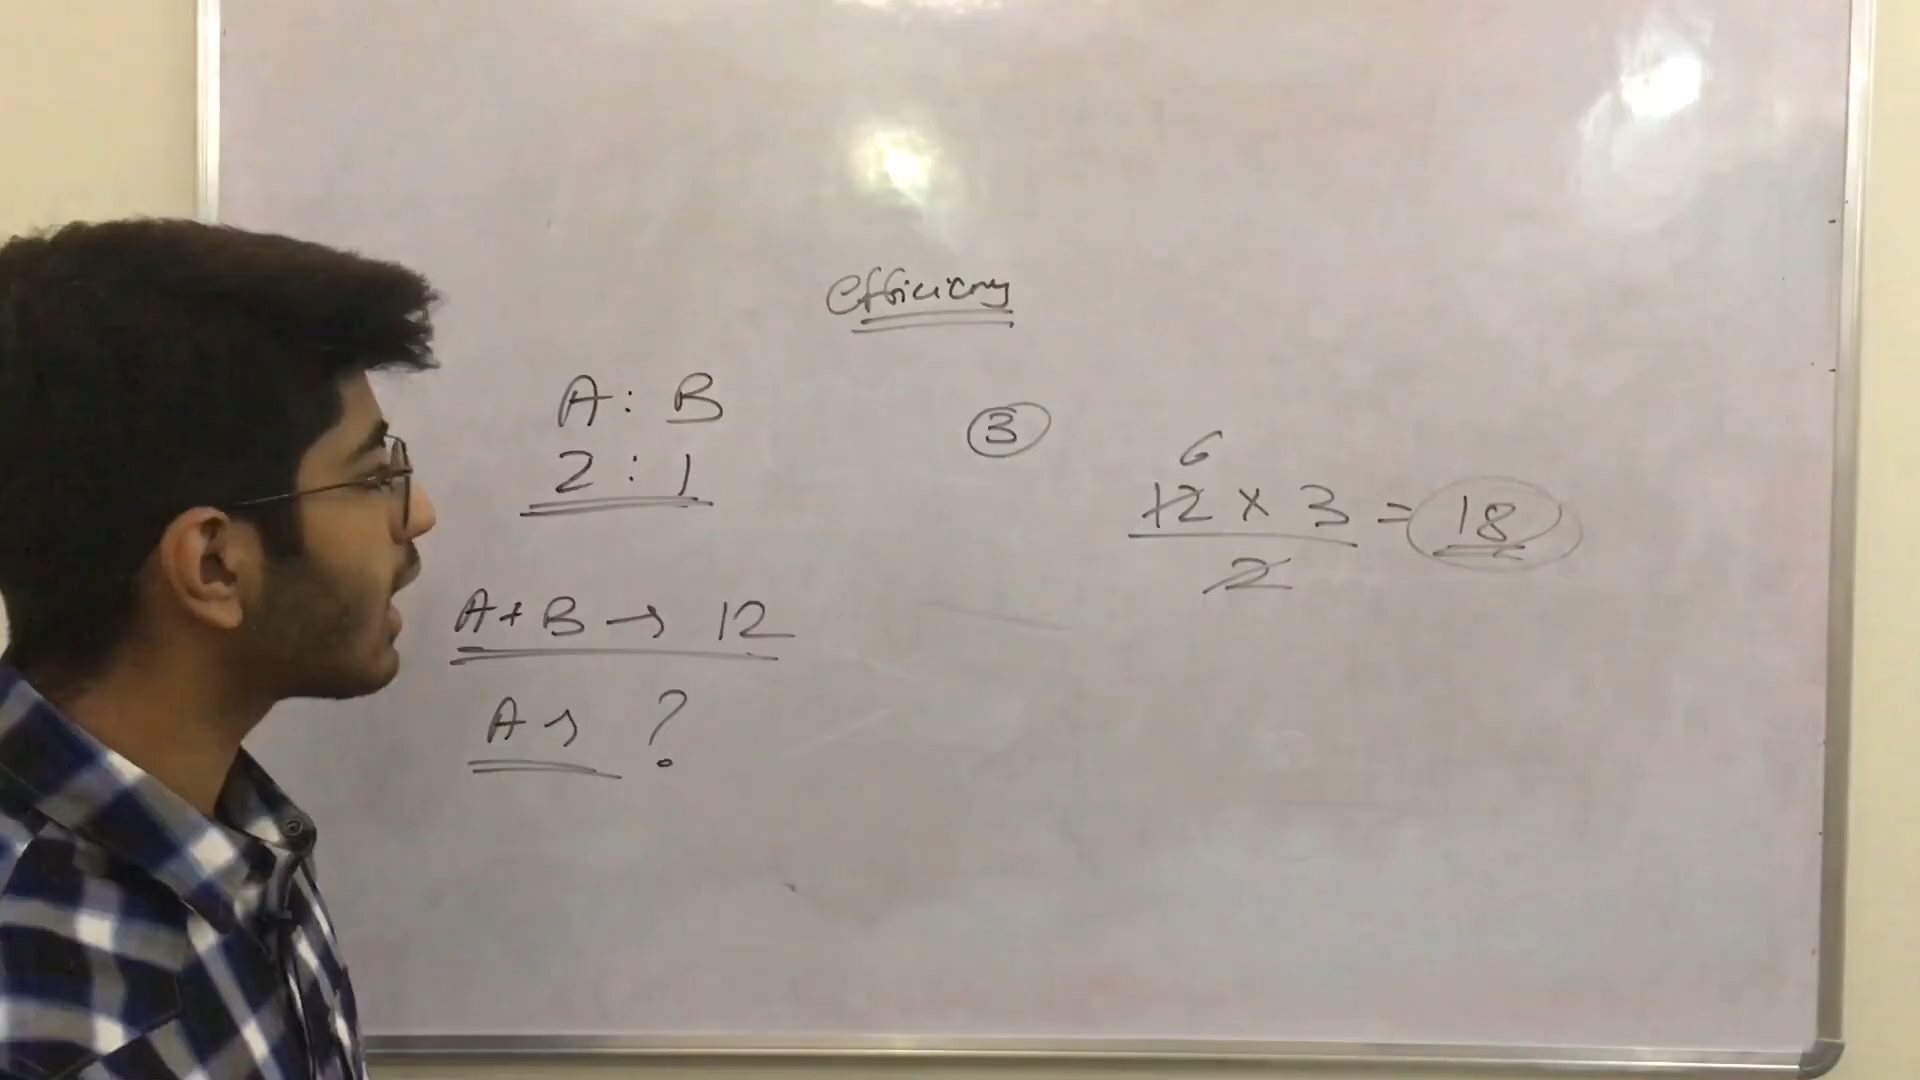 efficiency
A : B
2 : 1
A + B → 12
A → ?
3
6
12 × 3 = 18
2